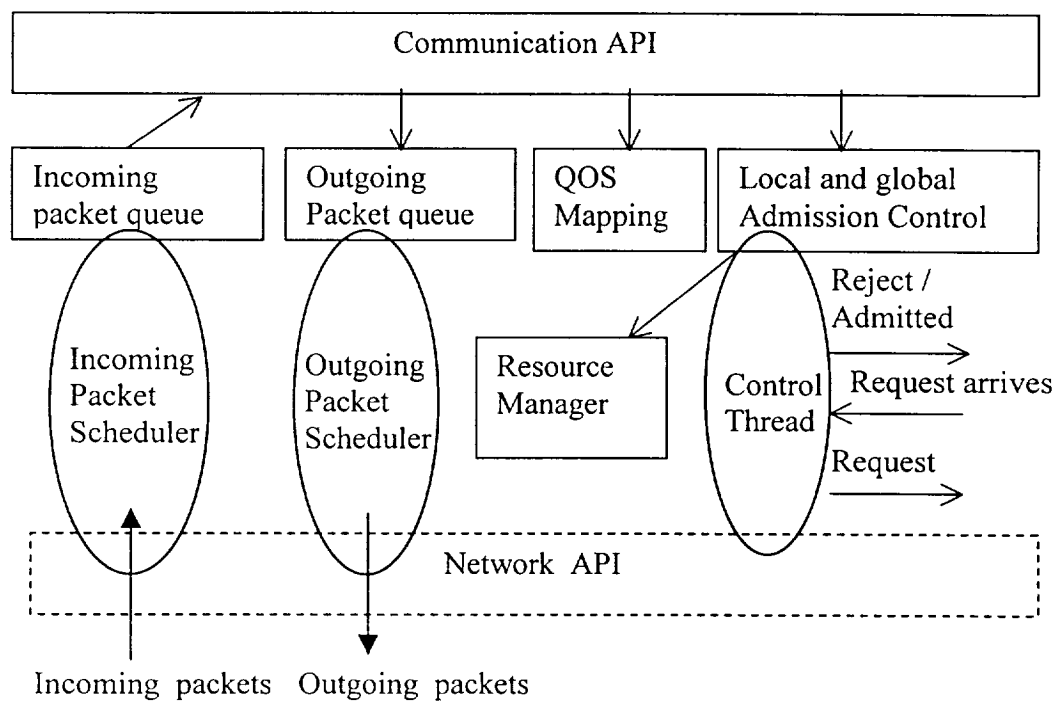 Communication API
Incoming
packet queue
Outgoing
Packet queue
QOS
Mapping
Local and global
Admission Control
Reject /
Admitted
Incoming
Packet
Scheduler
Outgoing
Packet
Scheduler
Resource
Manager
Control
Thread
Request arrives
Request
Network API
Incoming packets
Outgoing packets